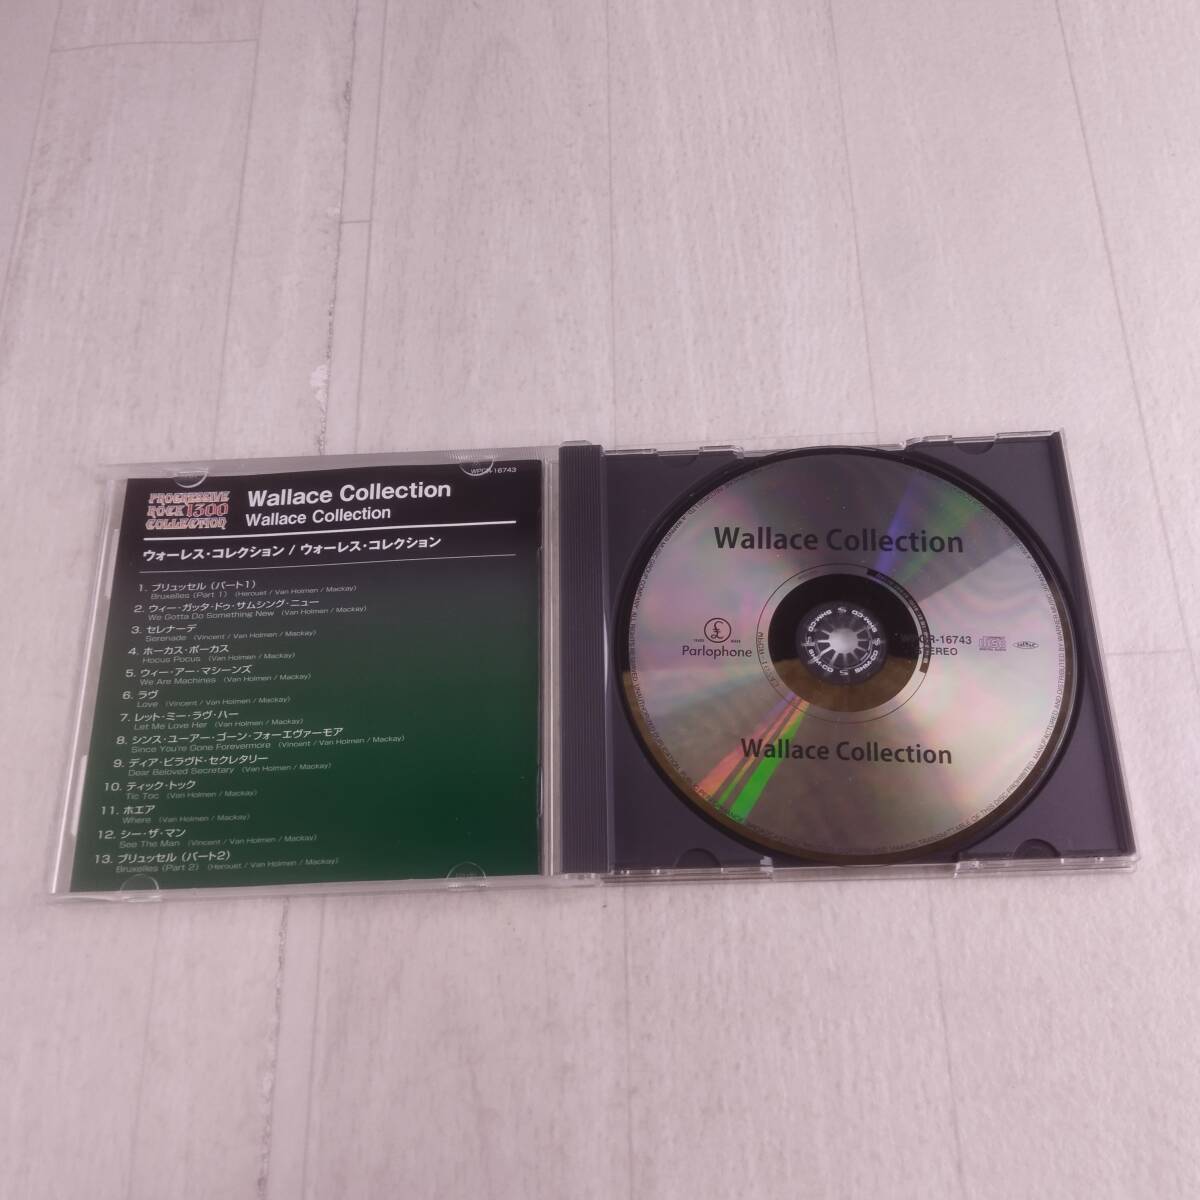 WPCR-16743
PROGRESSIVE
ROCK 1300
COLLECTION
Wallace Collection
Wallace Collection
ウォーレス・コレクション / ウォーレス・コレクション
1. ブリュッセル (パート1)
Bruxelles (Part 1) (Herouet / Van Holmen / Mackay)
2. ウィー・ガッタ・ドゥ・サムシング・ニュー
We Gotta Do Something New (Van Holmen / Mackay)
3. セレナーデ
Serenade (Vincent / Van Holmen / Mackay)
4. ホーカス・ポーカス
Hocus Pocus (Van Holmen / Mackay)
5. ウィー・アー・マシーンズ
We Are Machines (Van Holmen / Mackay)
6. ラヴ
Love (Vincent / Van Holmen / Mackay)
7. レット・ミー・ラヴ・ハー
Let Me Love Her (Van Holmen / Mackay)
8. シンス・ユーアー・ゴーン・フォーエヴァーモア
Since You're Gone Forevermore (Vincent / Van Holmen / Mackay)
9. ディア・ビラヴド・セクレタリー
Dear Beloved Secretary (Van Holmen / Mackay)
10. ティック・トック
Tic Toc (Van Holmen / Mackay)
11. ホエア
Where (Van Holmen / Mackay)
12. シー・ザ・マン
See The Man (Vincent / Van Holmen / Mackay)
13. ブリュッセル (パート2)
Bruxelles (Part 2) (Herouet / Van Holmen / Mackay)
Wallace Collection
Parlophone
WPCR-16743
STEREO
SHM-CD
Wallace Collection